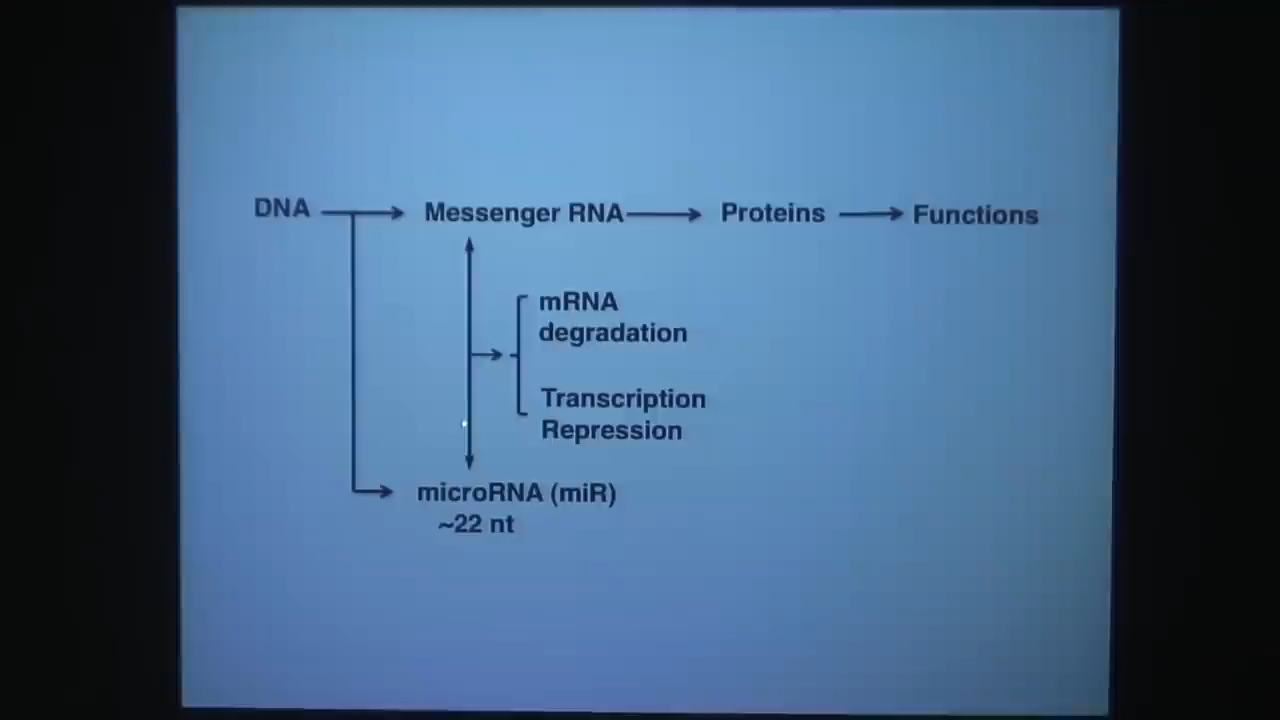 DNA
Messenger RNA
Proteins
Functions
mRNA
degradation
Transcription
Repression
microRNA (miR)
~22 nt